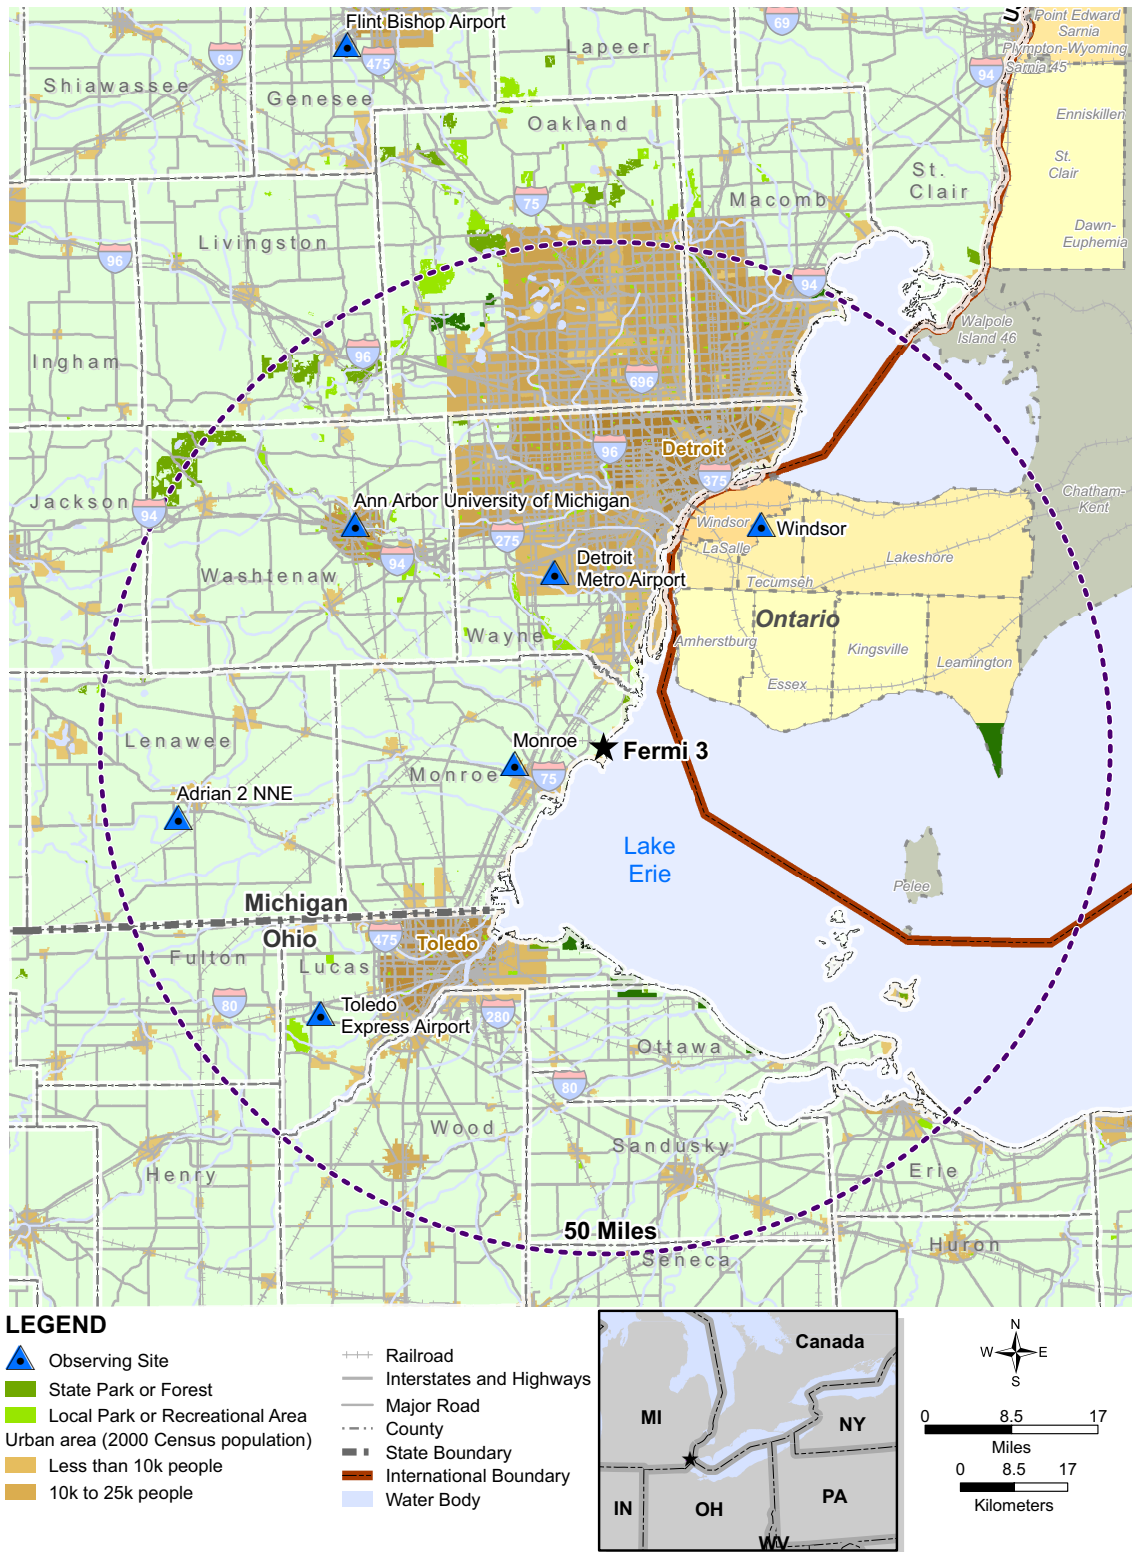 Flint Bishop Airport
69
475
69
Lapeer
Shiawassee
Genesee
Point Edward
Sarnia
Plympton-Wyoming
Sarnia 45
94
Oakland
Enniskillen
St.
Clair
St.
Clair
75
Macomb
Livingston
96
Dawn-
Euphemia
94
Walpole
Island 46
Ingham
96
696
Detroit
96
375
Jackson
94
Ann Arbor University of Michigan
275
Windsor
Windsor
Chatham-
Kent
94
Washtenaw
Detroit
Metro Airport
LaSalle
Lakeshore
Tecumseh
Ontario
Wayne
Amherstburg
Kingsville
Leamington
Essex
Lenawee
Monroe
Fermi 3
Monroe
75
Adrian 2 NNE
Lake
Erie
Pelee
Michigan
Ohio
475
Toledo
Fulton
Lucas
80
Toledo
Express Airport
280
Ottawa
80
Wood
Sandusky
Henry
Erie
50 Miles
Seneca
Huron
LEGEND
Observing Site
State Park or Forest
Local Park or Recreational Area
Urban area (2000 Census population)
Less than 10k people
10k to 25k people
Railroad
Interstates and Highways
Major Road
County
State Boundary
International Boundary
Water Body
Canada
MI
NY
IN
OH
PA
WV
N
W
E
S
0 8.5 17
Miles
0 8.5 17
Kilometers